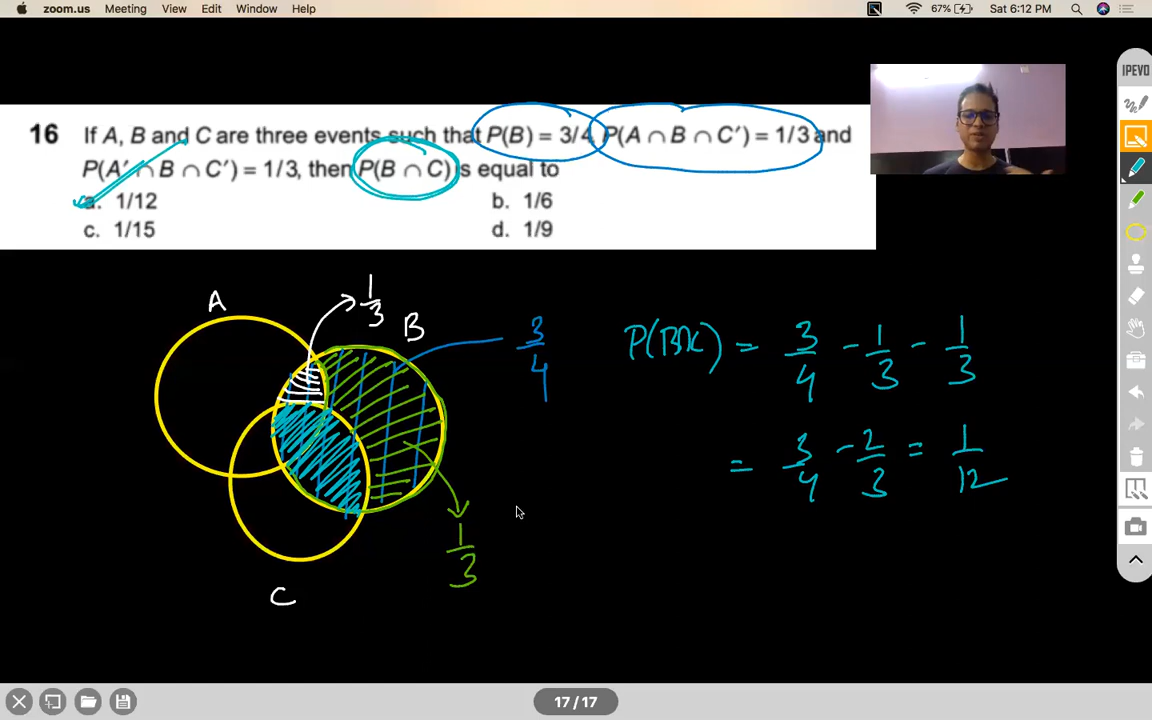 zoom.us Meeting View Edit Window Help 67% Sat 6:12 PM
IPEVO
16 If A, B and C are three events such that P(B) = 3/4, P(A ∩ B ∩ C′) = 1/3 and
P(A′ ∩ B ∩ C′) = 1/3, then P(B ∩ C) is equal to
a. 1/12 b. 1/6
c. 1/15 d. 1/9
A
1/3
B
3/4
P(B∩C) = 3/4 - 1/3 - 1/3
= 3/4 - 2/3 = 1/12
1/3
C
17 / 17